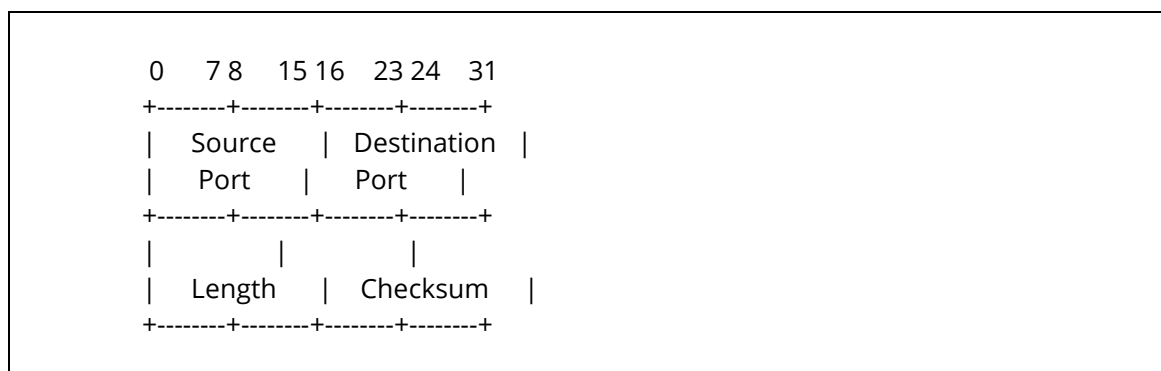 0 7 8 15 16 23 24 31
+--------+--------+--------+--------+
| Source | Destination |
| Port | Port |
+--------+--------+--------+--------+
| | |
| Length | Checksum |
+--------+--------+--------+--------+